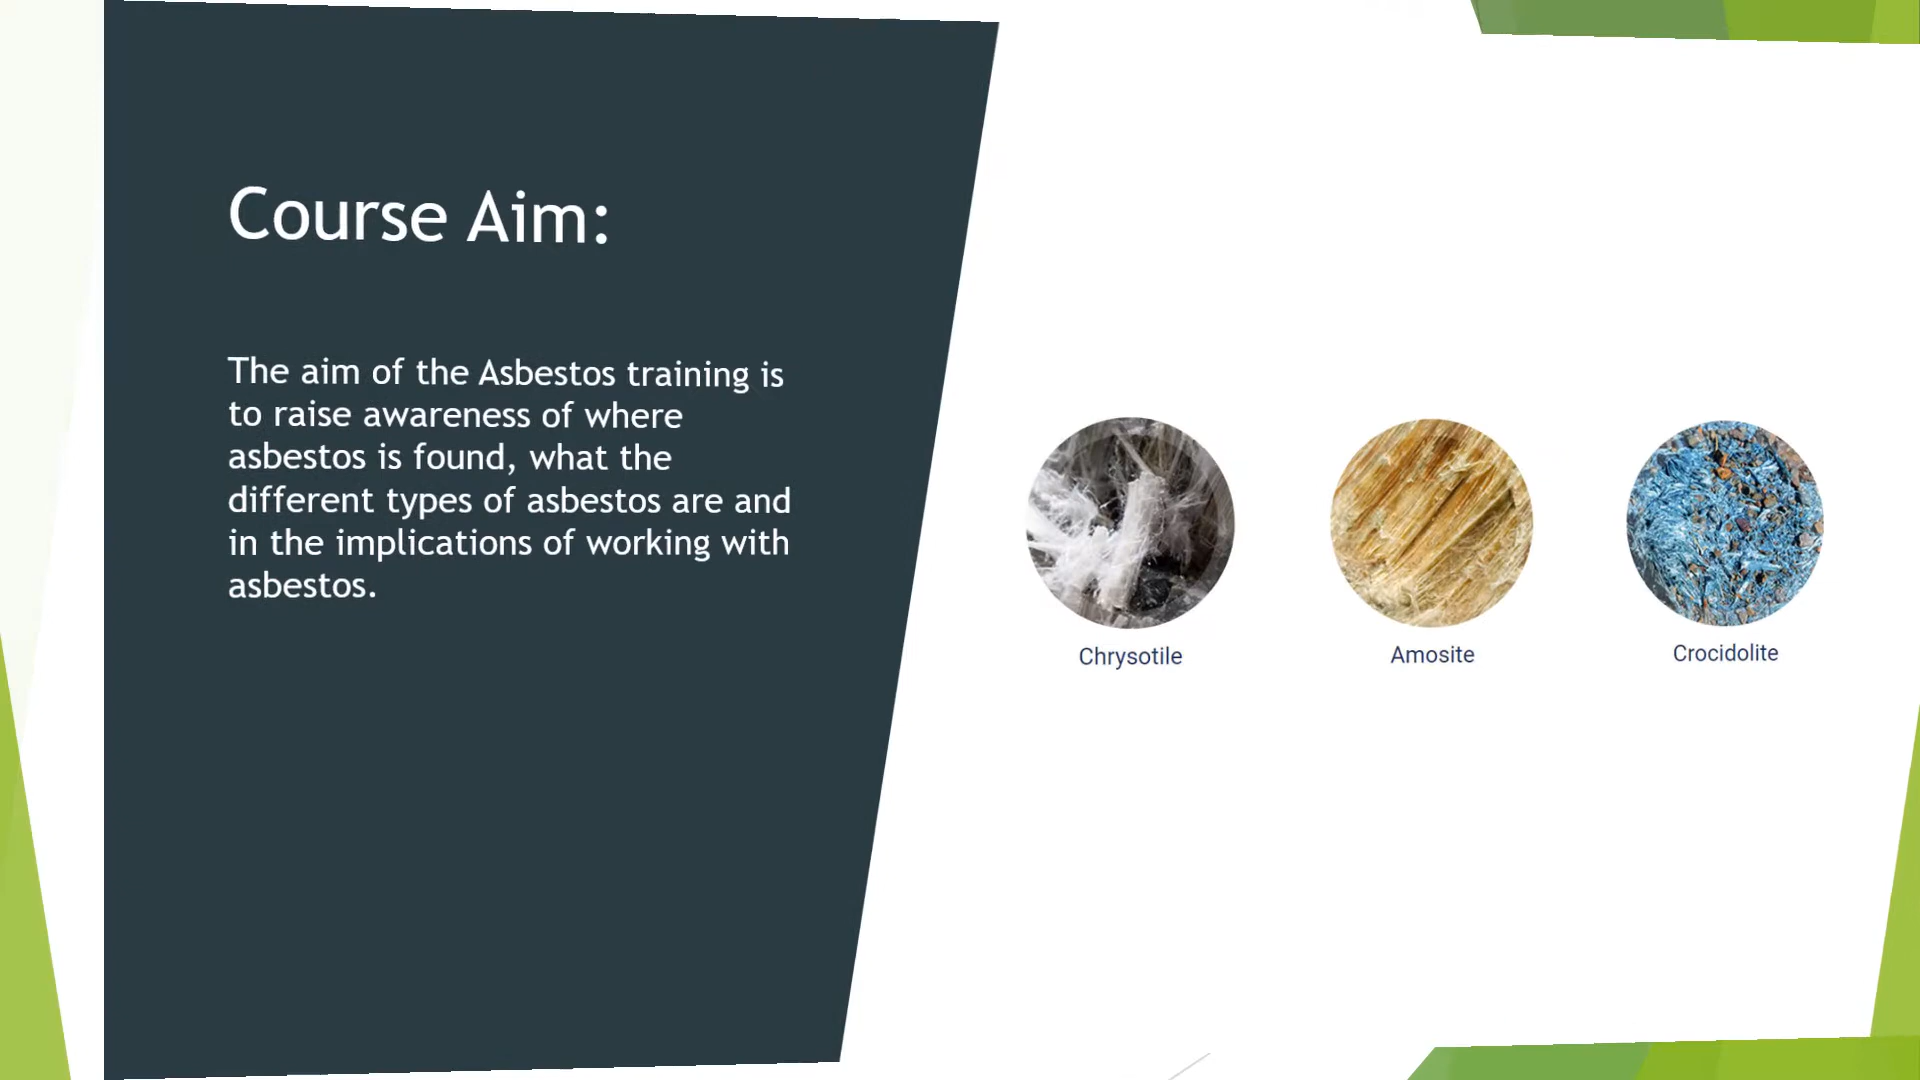 Course Aim:
The aim of the Asbestos training is
to raise awareness of where
asbestos is found, what the
different types of asbestos are and
in the implications of working with
asbestos.
Chrysotile
Amosite
Crocidolite